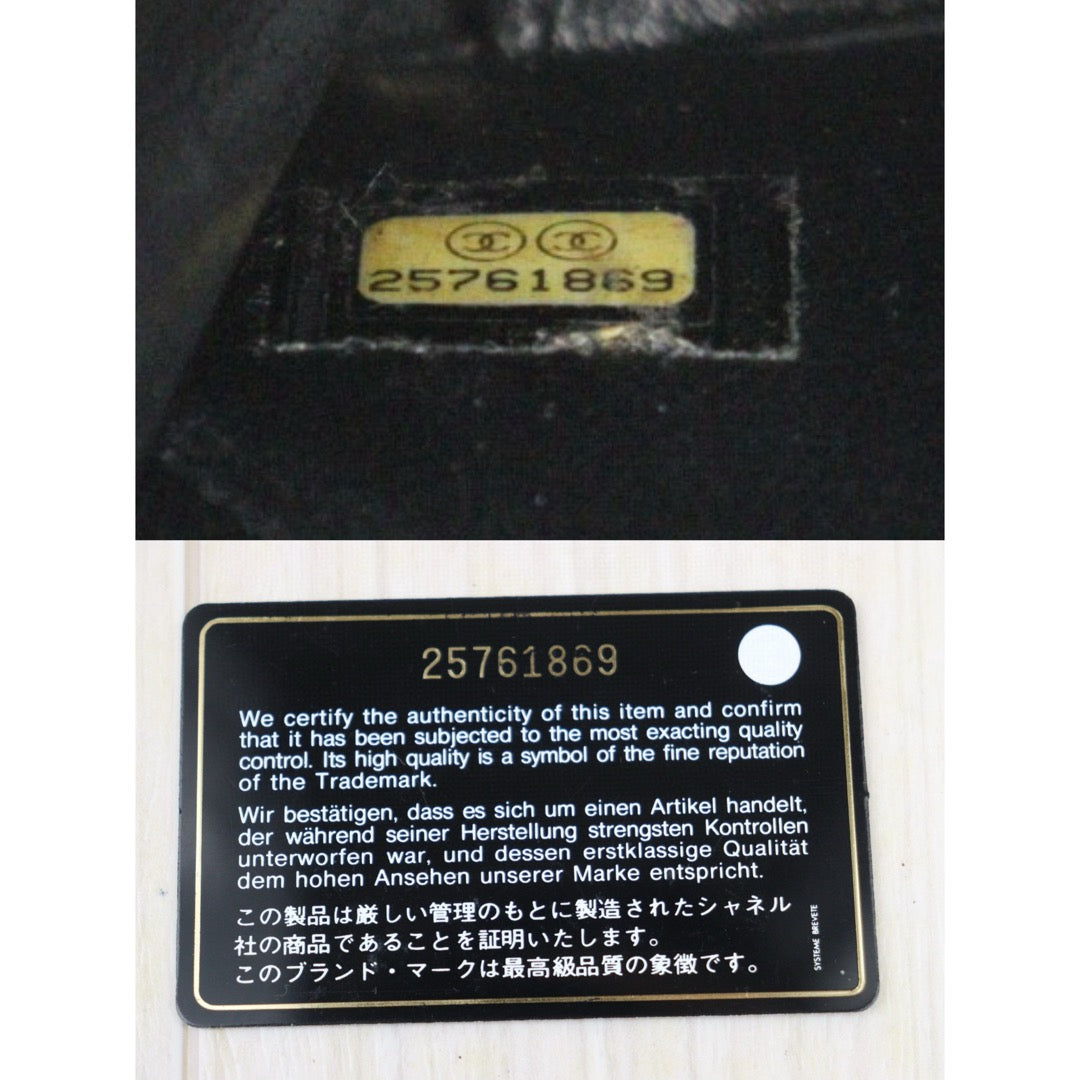 25761869
25761869
We certify the authenticity of this item and confirm
that it has been subjected to the most exacting quality
control. Its high quality is a symbol of the fine reputation
of the Trademark.
Wir bestätigen, dass es sich um einen Artikel handelt,
der während seiner Herstellung strengsten Kontrollen
unterworfen war, und dessen erstklassige Qualität
dem hohen Ansehen unserer Marke entspricht.
この製品は厳しい管理のもとに製造されたシャネル
社の商品であることを証明いたします。
このブランド・マークは最高級品質の象徴です。
SYSTEME BREVETE